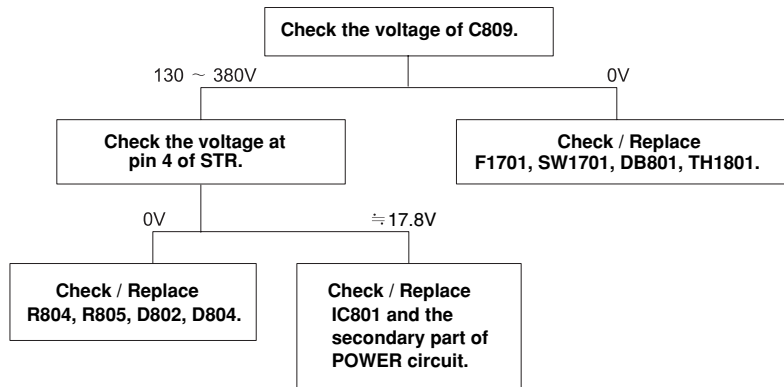 Check the voltage of C809.
130 ~ 380V
0V
Check the voltage at
pin 4 of STR.
Check / Replace
F1701, SW1701, DB801, TH1801.
0V
≒17.8V
Check / Replace
R804, R805, D802, D804.
Check / Replace
IC801 and the
secondary part of
POWER circuit.